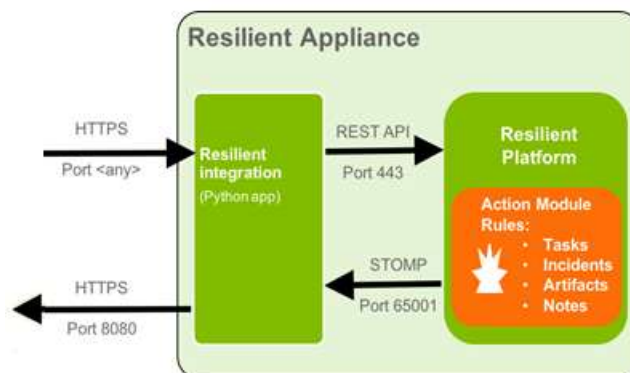 Resilient Appliance
HTTPS
Port <any>
Resilient
integration
(Python app)
REST API
Port 443
Resilient
Platform
Action Module
Rules:
• Tasks
• Incidents
• Artifacts
• Notes
STOMP
Port 65001
HTTPS
Port 8080